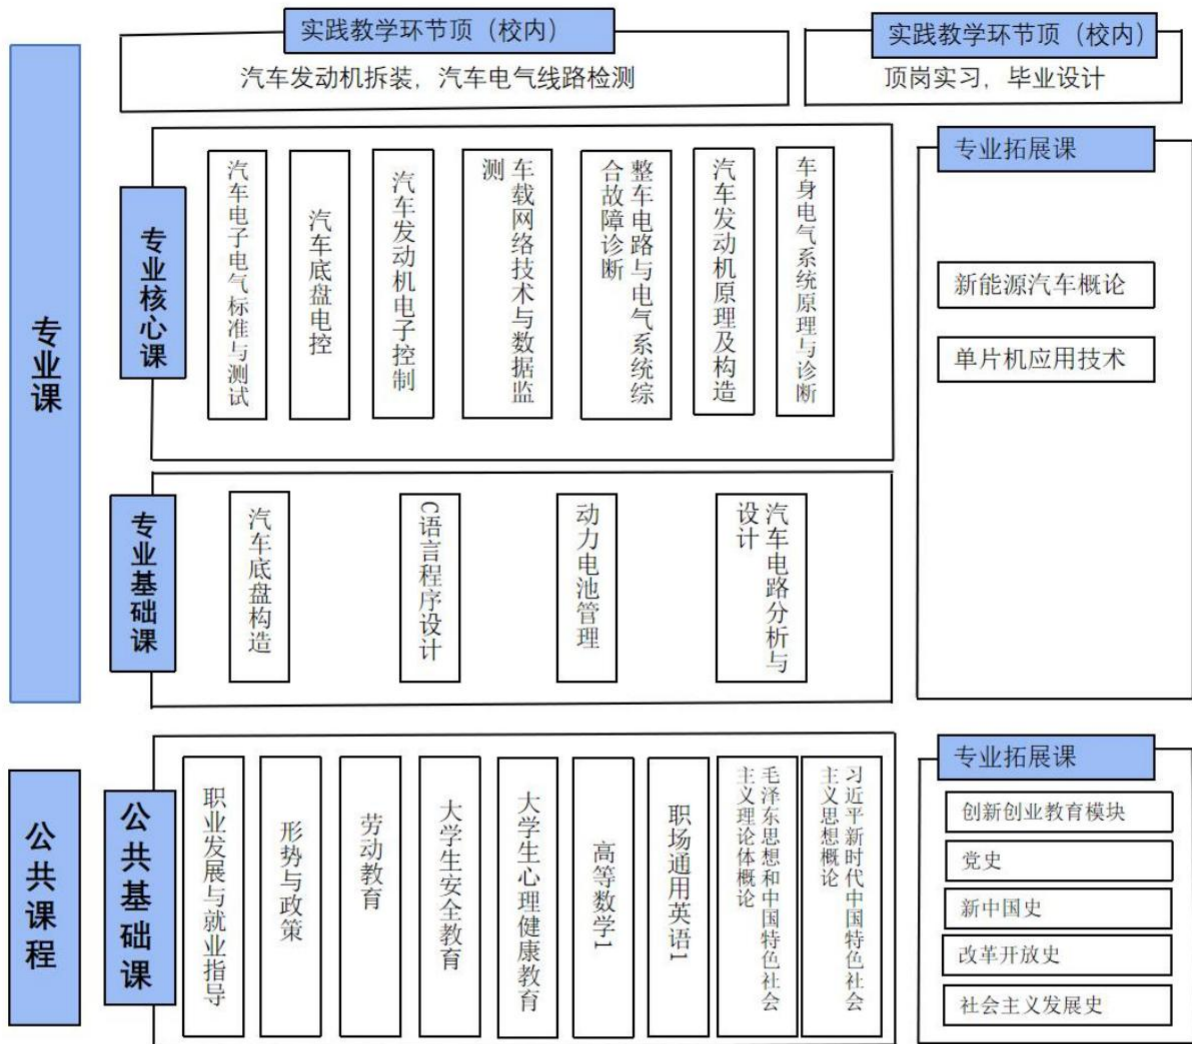 实践教学环节顶（校内）
汽车发动机拆装，汽车电气线路检测
实践教学环节顶（校内）
顶岗实习，毕业设计
专业课
专业核心课
汽车电子电气标准与测试
汽车底盘电控
汽车发动机电子控制
车载网络技术与数据监
测
整车电路与电气系统综
合故障诊断
汽车发动机原理及构造
车身电气系统原理与诊断
专业拓展课
新能源汽车概论
单片机应用技术
专业基础课
汽车底盘构造
C语言程序设计
动力电池管理
汽车电路分析与
设计
公共课程
公共基础课
职业发展与就业指导
形势与政策
劳动教育
大学生安全教育
大学生心理健康教育
高等数学1
职场通用英语1
毛泽东思想和中国特色社会
主义理论体概论
习近平新时代中国特色社会
主义思想概论
专业拓展课
创新创业教育模块
党史
新中国史
改革开放史
社会主义发展史